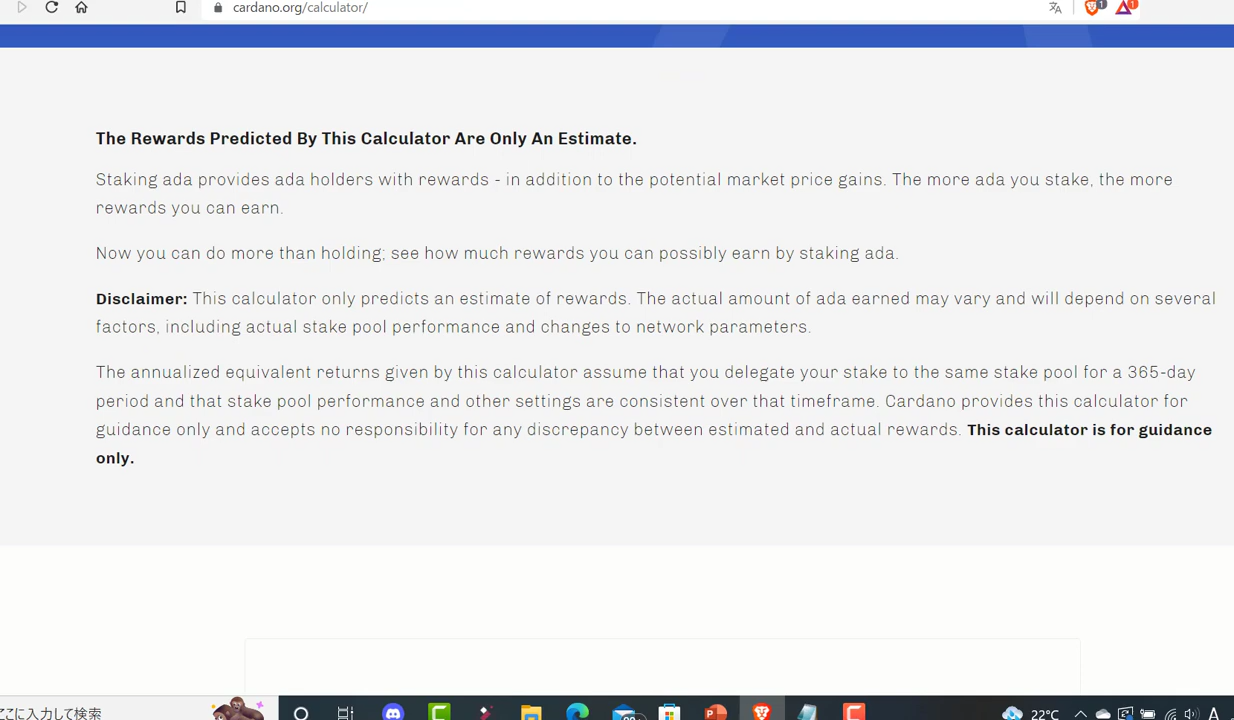 cardano.org/calculator/
1
1
The Rewards Predicted By This Calculator Are Only An Estimate.
Staking ada provides ada holders with rewards - in addition to the potential market price gains. The more ada you stake, the more
rewards you can earn.
Now you can do more than holding; see how much rewards you can possibly earn by staking ada.
Disclaimer: This calculator only predicts an estimate of rewards. The actual amount of ada earned may vary and will depend on several
factors, including actual stake pool performance and changes to network parameters.
The annualized equivalent returns given by this calculator assume that you delegate your stake to the same stake pool for a 365-day
period and that stake pool performance and other settings are consistent over that timeframe. Cardano provides this calculator for
guidance only and accepts no responsibility for any discrepancy between estimated and actual rewards. This calculator is for guidance
only.
ここに入力して検索
22°C
A